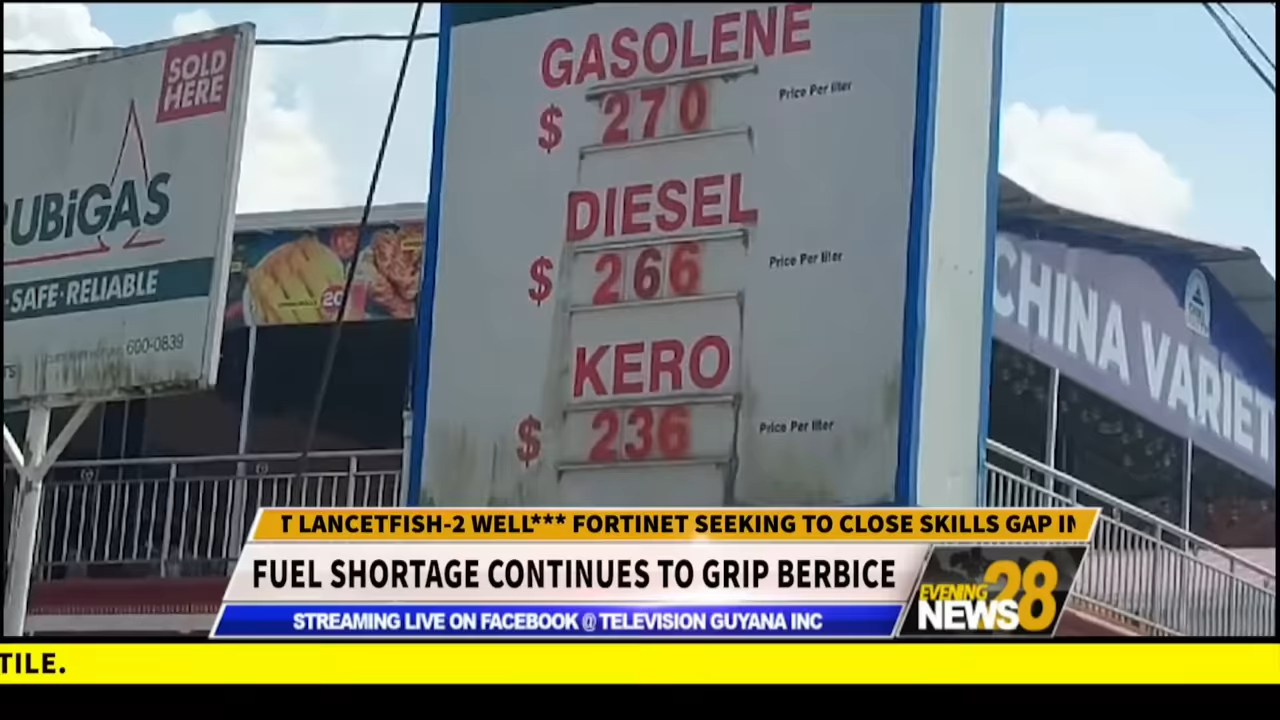 SOLD
HERE
RUBiGAS
·SAFE·RELIABLE
600-0839
GASOLENE
$ 270 Price Per liter
DIESEL
$ 266 Price Per liter
KERO
$ 236 Price Per liter
20
CHINA VARIET
T LANCETFISH-2 WELL*** FORTINET SEEKING TO CLOSE SKILLS GAP IN
FUEL SHORTAGE CONTINUES TO GRIP BERBICE
STREAMING LIVE ON FACEBOOK @ TELEVISION GUYANA INC
EVENING
NEWS 28
TILE.